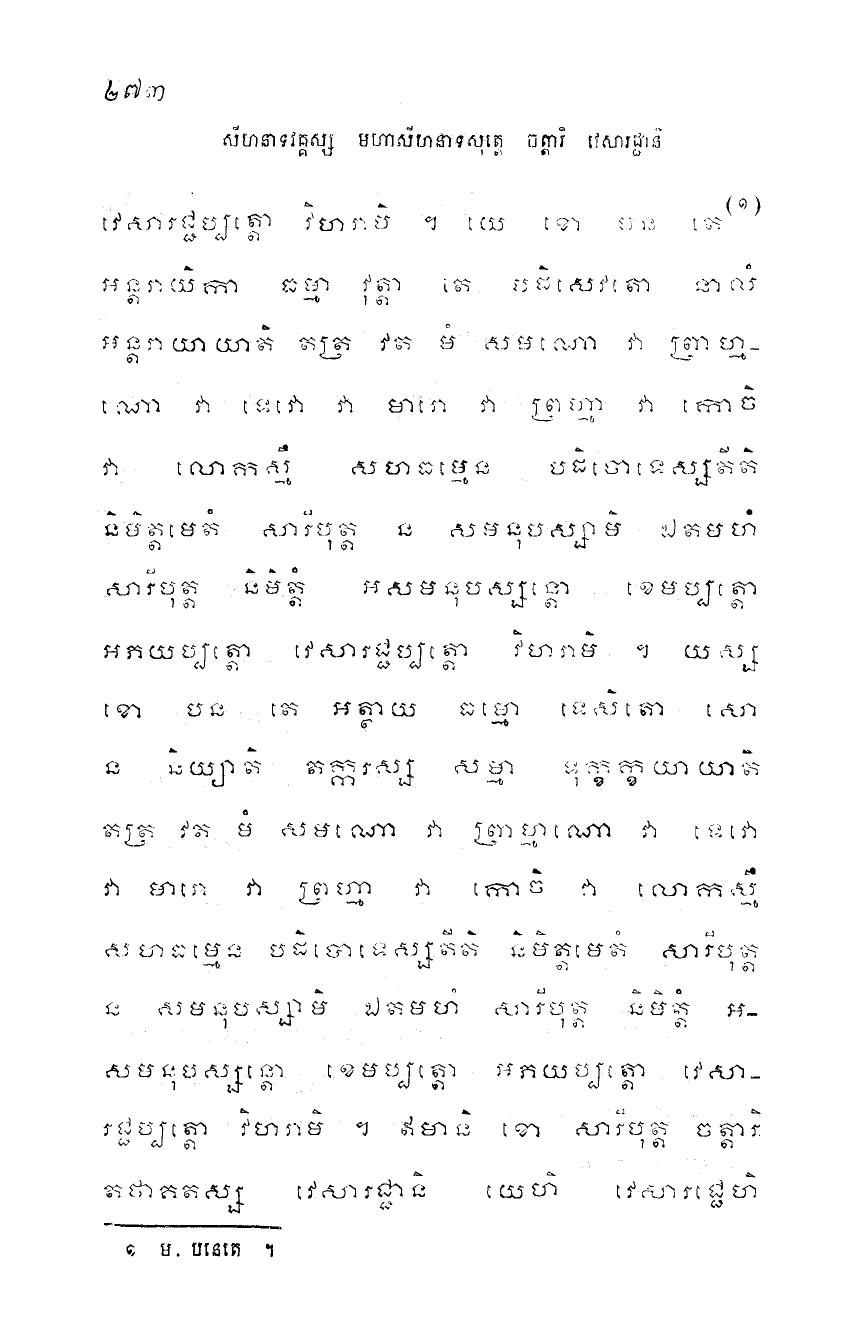 ២៧៣
សីហនាទវគ្គស្ស មហាសីហនាទសុត្តេ ចត្តារិ វេសារជ្ជានិ
វេសារជ្ជប្បត្តោ វិហរាមិ ។ យេ ខោ បន តេ(១)
អន្តរាយិកា ធម្មា វុត្តា តេ បដិសេវតោ នាលំ
អន្តរាយាយាតិ តត្រ វត មំ សមណោ វា ព្រាហ្ម-
ណោ វា ទេវោ វា មារោ វា ព្រហ្មា វា កោចិ
វា លោកស្មឹ សហធម្មេន បដិចោទេស្សតីតិ
និមិត្តមេតំ សារីបុត្ត ន សមនុបស្សាមិ ឯតមហំ
សារីបុត្ត និមិត្តំ អសមនុបស្សន្តោ ខេមប្បត្តោ
អភយប្បត្តោ វេសារជ្ជប្បត្តោ វិហរាមិ ។ យស្ស
ខោ បន តេ អត្ថាយ ធម្មោ ទេសិតោ សោ
ន និយ្យាតិ តក្ករស្ស សម្មា ទុក្ខក្ខយាយាតិ
តត្រ វត មំ សមណោ វា ព្រាហ្មណោ វា ទេវោ
វា មារោ វា ព្រហ្មា វា កោចិ វា លោកស្មឹ
សហធម្មេន បដិចោទេស្សតីតិ និមិត្តមេតំ សារីបុត្ត
ន សមនុបស្សាមិ ឯតមហំ សារីបុត្ត និមិត្តំ អ-
សមនុបស្សន្តោ ខេមប្បត្តោ អភយប្បត្តោ វេសា-
រជ្ជប្បត្តោ វិហរាមិ ។ ឥមានិ ខោ សារីបុត្ត ចត្តារិ
តថាគតស្ស វេសារជ្ជានិ យេហិ វេសារជ្ជេហិ
១ ម. បនេតេ ។